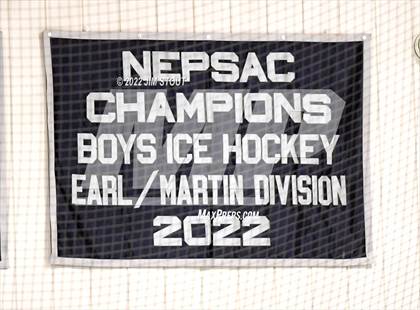 NEPSAC
©2022 JIM STOUT
CHAMPIONS
BOYS ICE HOCKEY
EARL/MARTIN DIVISION
MAXPREPS.COM
2022